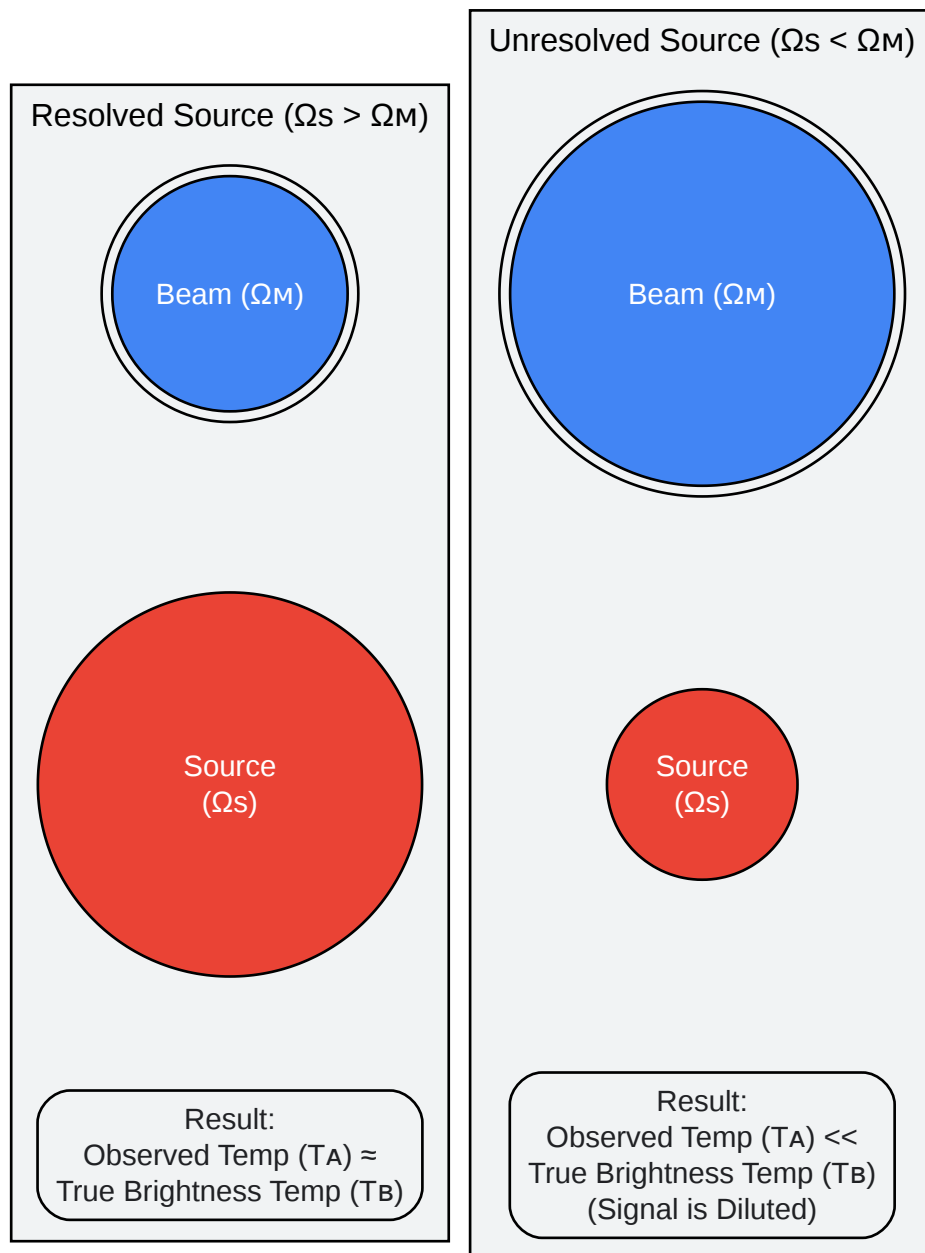 Resolved Source (Ωs > Ωᴍ)
Beam (Ωᴍ)
Source
(Ωs)
Result:
Observed Temp (Tᴀ) ≈
True Brightness Temp (Tʙ)
Unresolved Source (Ωs < Ωᴍ)
Beam (Ωᴍ)
Source
(Ωs)
Result:
Observed Temp (Tᴀ) <<
True Brightness Temp (Tʙ)
(Signal is Diluted)